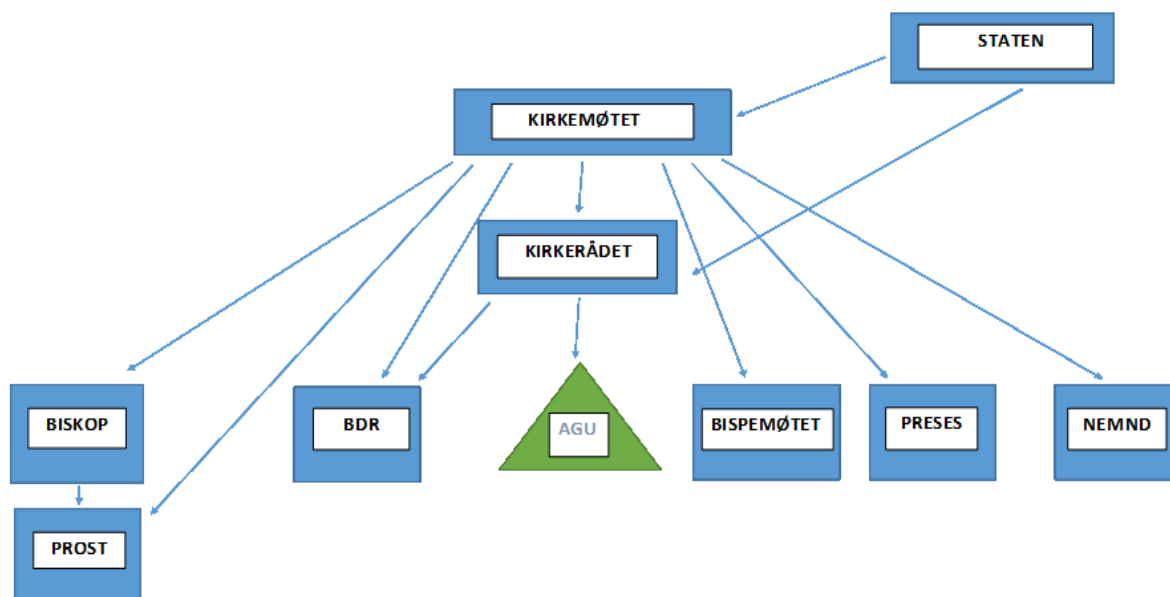 STATEN
KIRKEMØTET
KIRKERÅDET
BISKOP
BDR
AGU
BISPEMØTET
PRESES
NEMND
PROST